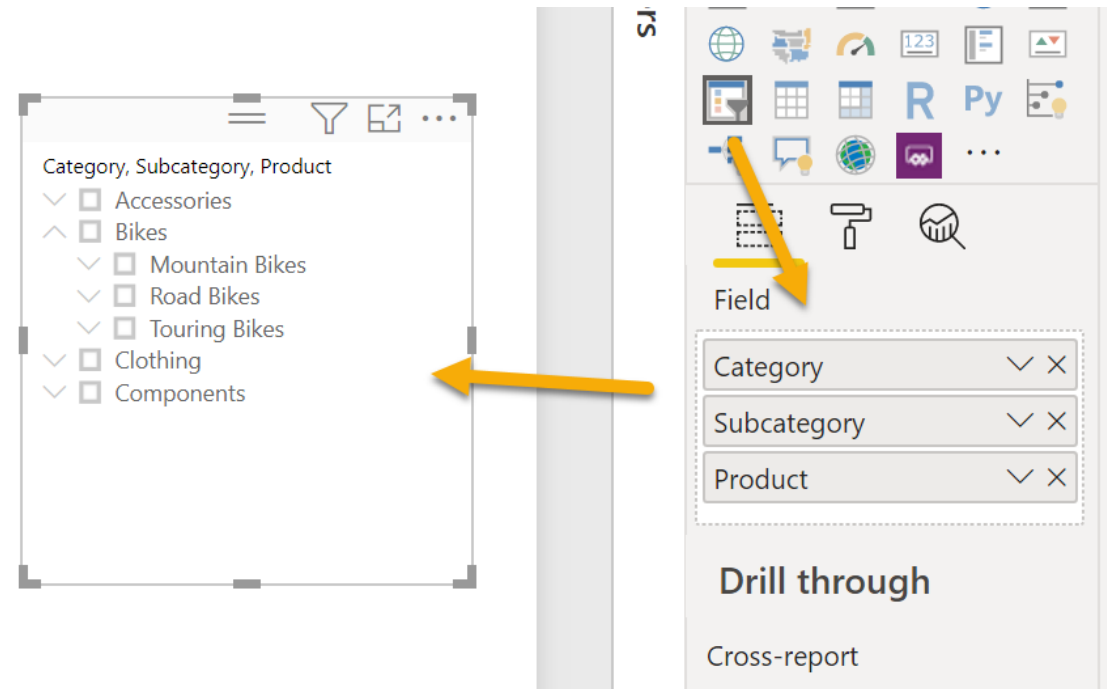 Category, Subcategory, Product
Accessories
Bikes
Mountain Bikes
Road Bikes
Touring Bikes
Clothing
Components
rs
123
R
Py
Field
Category
Subcategory
Product
Drill through
Cross-report